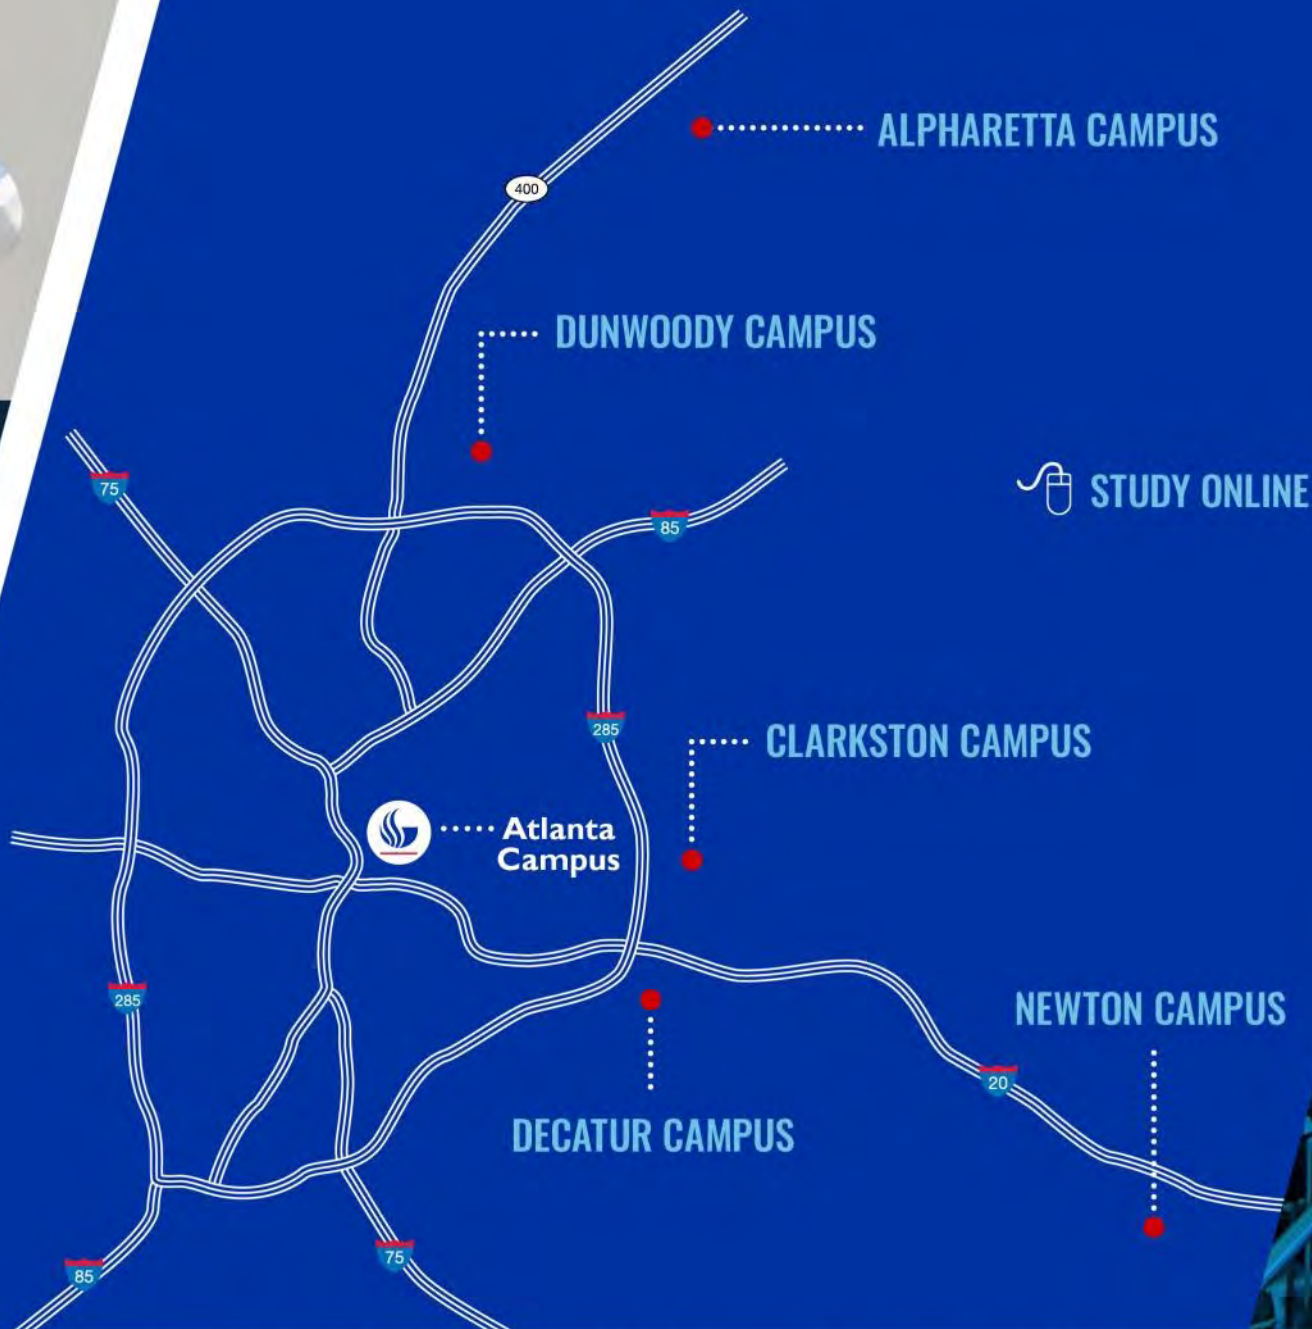 ALPHARETTA CAMPUS
400
DUNWOODY CAMPUS
75
STUDY ONLINE
85
285
CLARKSTON CAMPUS
Atlanta
Campus
285
NEWTON CAMPUS
20
DECATUR CAMPUS
75
85